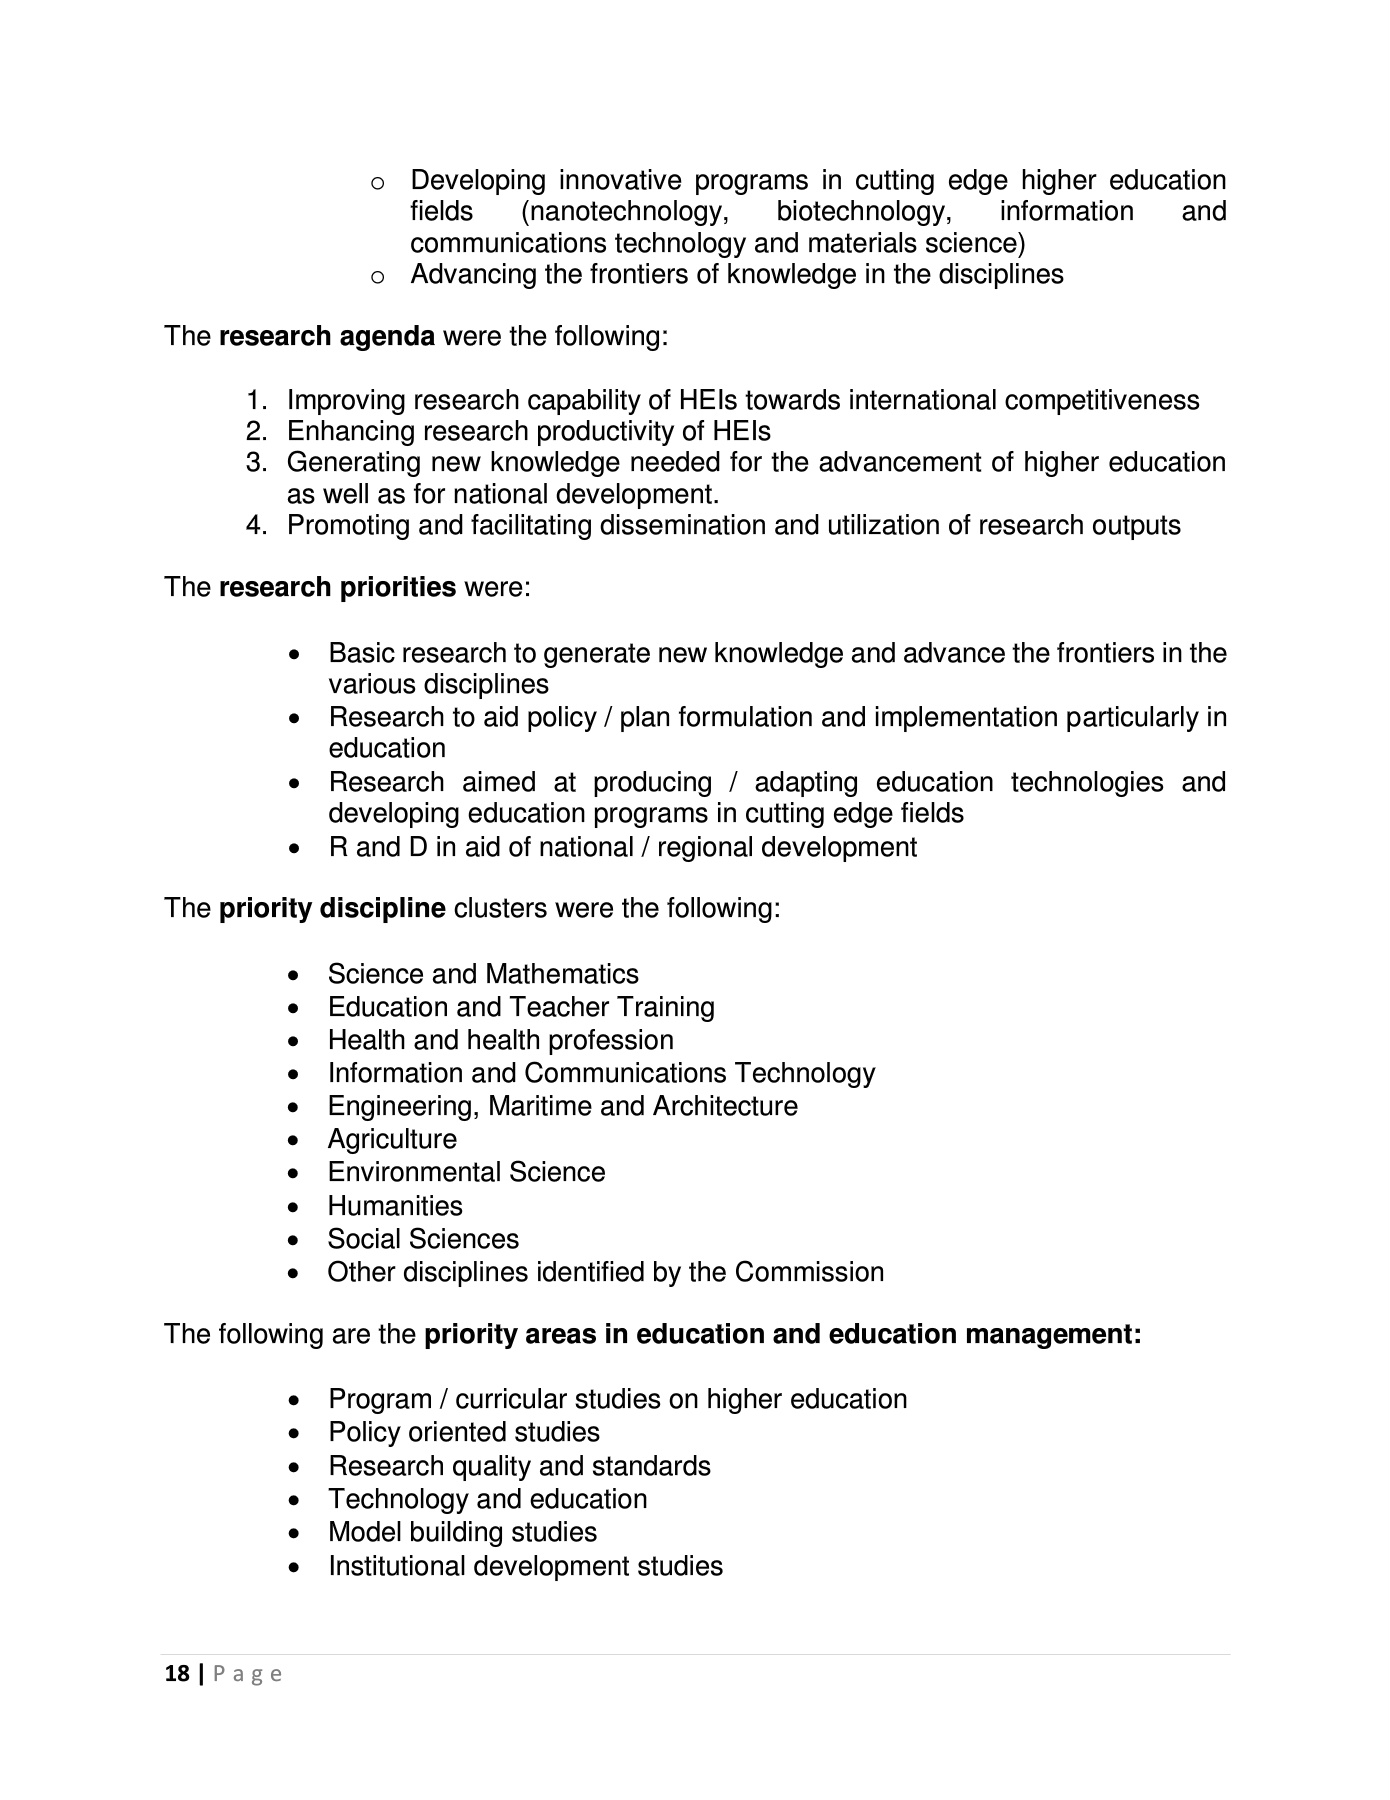 o Developing innovative programs in cutting edge higher education
fields (nanotechnology, biotechnology, information and
communications technology and materials science)
o Advancing the frontiers of knowledge in the disciplines
The research agenda were the following:
1. Improving research capability of HEIs towards international competitiveness
2. Enhancing research productivity of HEIs
3. Generating new knowledge needed for the advancement of higher education
as well as for national development.
4. Promoting and facilitating dissemination and utilization of research outputs
The research priorities were:
• Basic research to generate new knowledge and advance the frontiers in the
various disciplines
• Research to aid policy / plan formulation and implementation particularly in
education
• Research aimed at producing / adapting education technologies and
developing education programs in cutting edge fields
• R and D in aid of national / regional development
The priority discipline clusters were the following:
• Science and Mathematics
• Education and Teacher Training
• Health and health profession
• Information and Communications Technology
• Engineering, Maritime and Architecture
• Agriculture
• Environmental Science
• Humanities
• Social Sciences
• Other disciplines identified by the Commission
The following are the priority areas in education and education management:
• Program / curricular studies on higher education
• Policy oriented studies
• Research quality and standards
• Technology and education
• Model building studies
• Institutional development studies
18 | Page